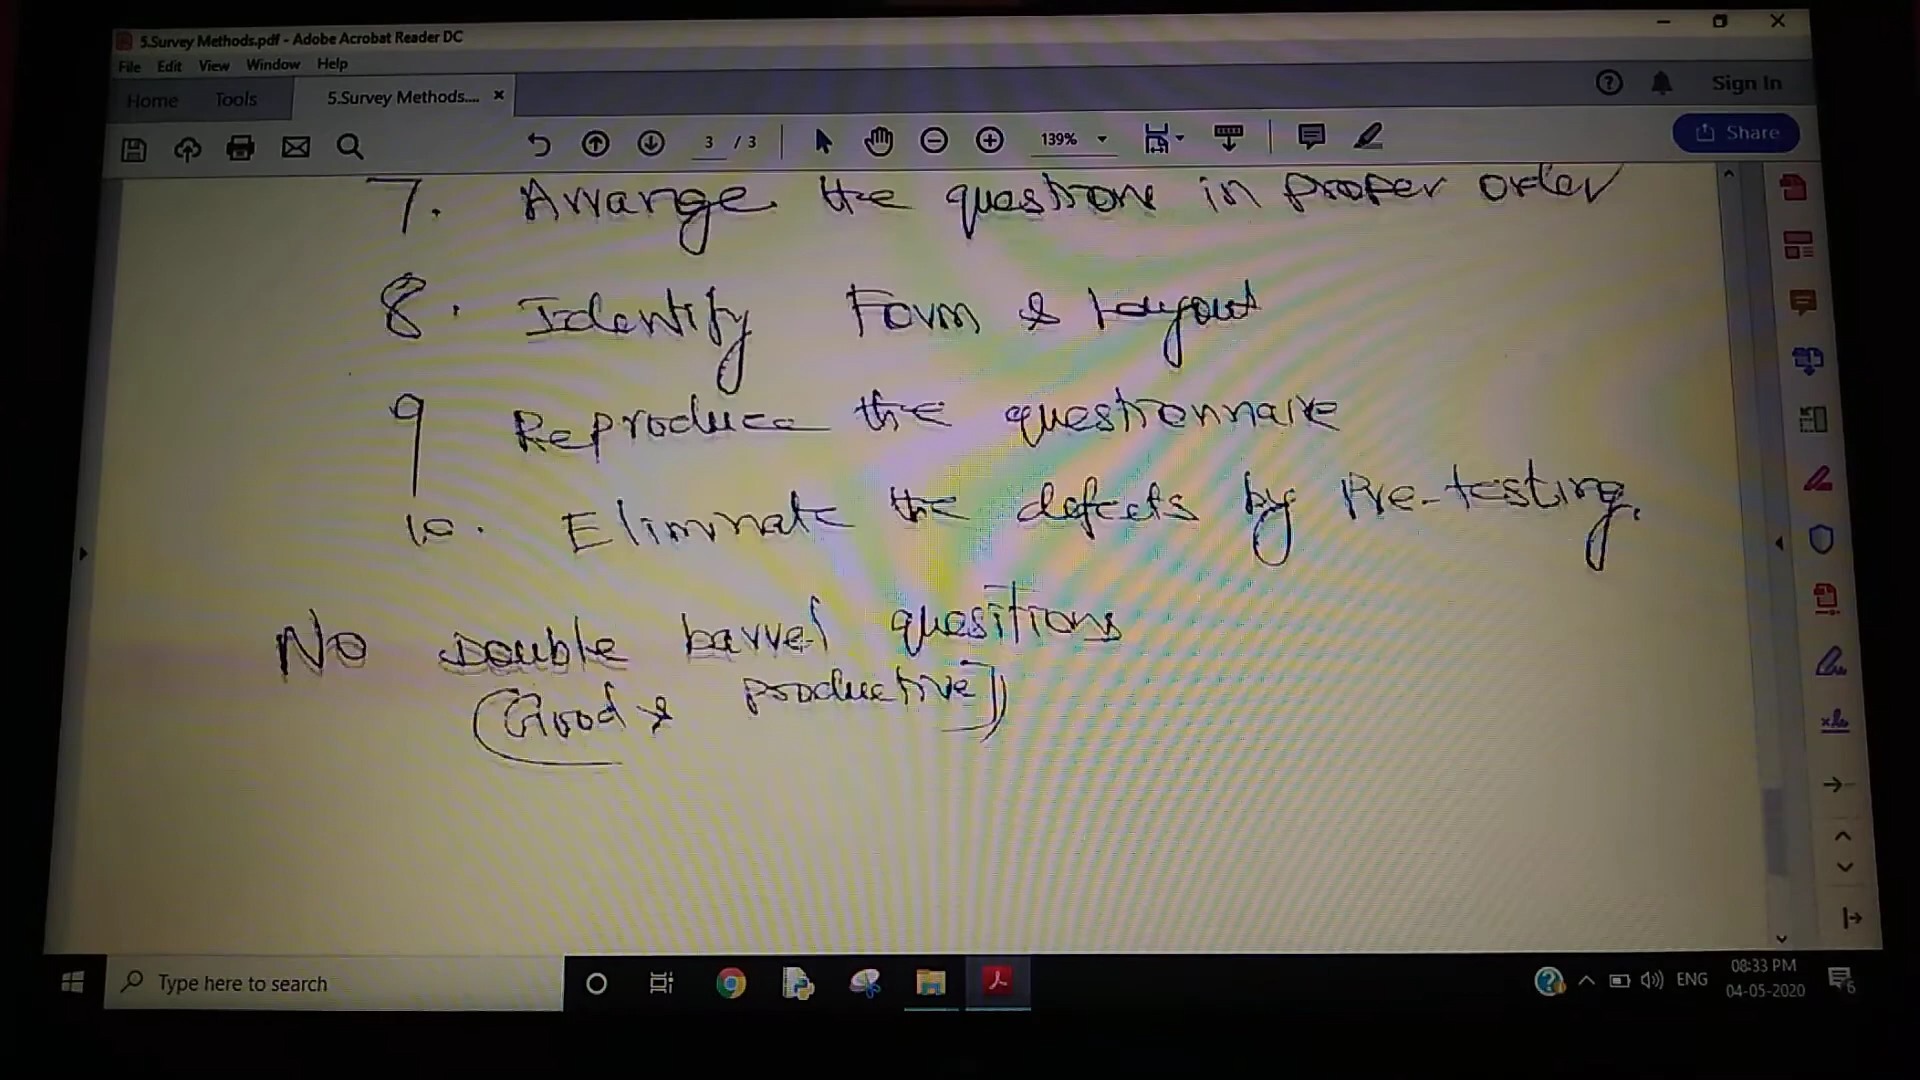 5.Survey Methods.pdf - Adobe Acrobat Reader DC
File Edit View Window Help
Home Tools 5.Survey Methods.... × Sign In
3 / 3 139% Share
7. Arrange the questions in proper order
8. Identify Form & Layout
9 Reproduce the questionnaire
10. Eliminate the defects by Pre-testing.
No Double barrel quesitions
(Good & productive)
Type here to search
ENG
08:33 PM
04-05-2020
6